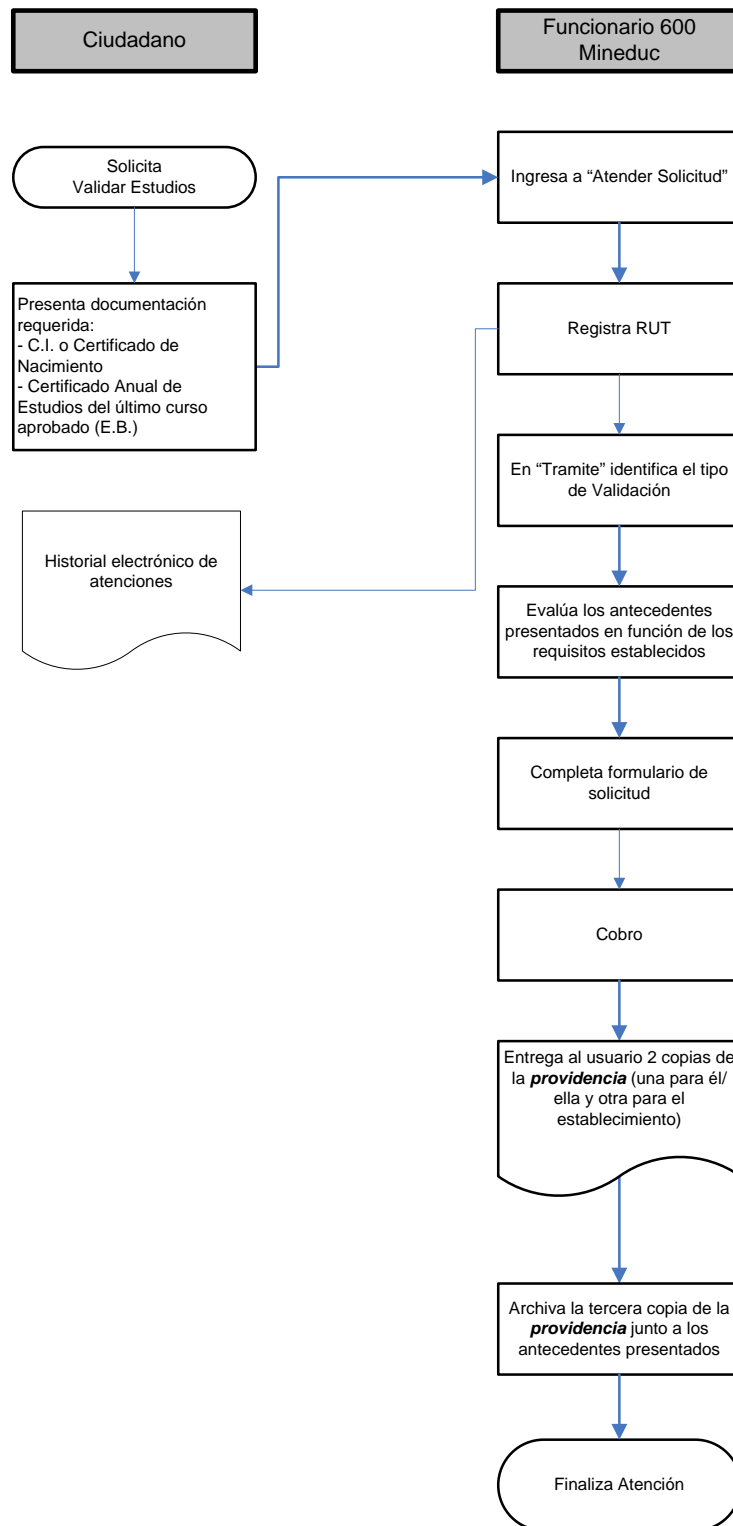 Ciudadano
Funcionario 600
Mineduc
Solicita
Validar Estudios
Presenta documentación
requerida:
- C.I. o Certificado de
Nacimiento
- Certificado Anual de
Estudios del último curso
aprobado (E.B.)
Historial electrónico de
atenciones
Ingresa a “Atender Solicitud”
Registra RUT
En “Tramite” identifica el tipo
de Validación
Evalúa los antecedentes
presentados en función de los
requisitos establecidos
Completa formulario de
solicitud
Cobro
Entrega al usuario 2 copias de
la providencia (una para él/
ella y otra para el
establecimiento)
Archiva la tercera copia de la
providencia junto a los
antecedentes presentados
Finaliza Atención